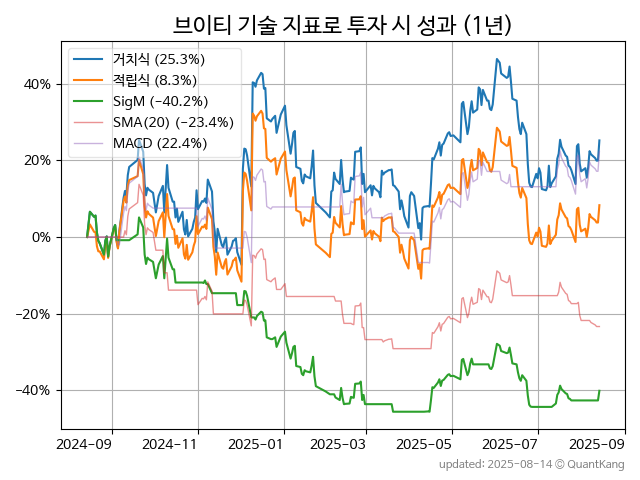 브이티 기술 지표로 투자 시 성과 (1년)
거치식 (25.3%)
적립식 (8.3%)
SigM (−40.2%)
SMA(20) (−23.4%)
MACD (22.4%)
40%
20%
0%
−20%
−40%
2024-09 2024-11 2025-01 2025-03 2025-05 2025-07 2025-09
updated: 2025-08-14 © QuantKang